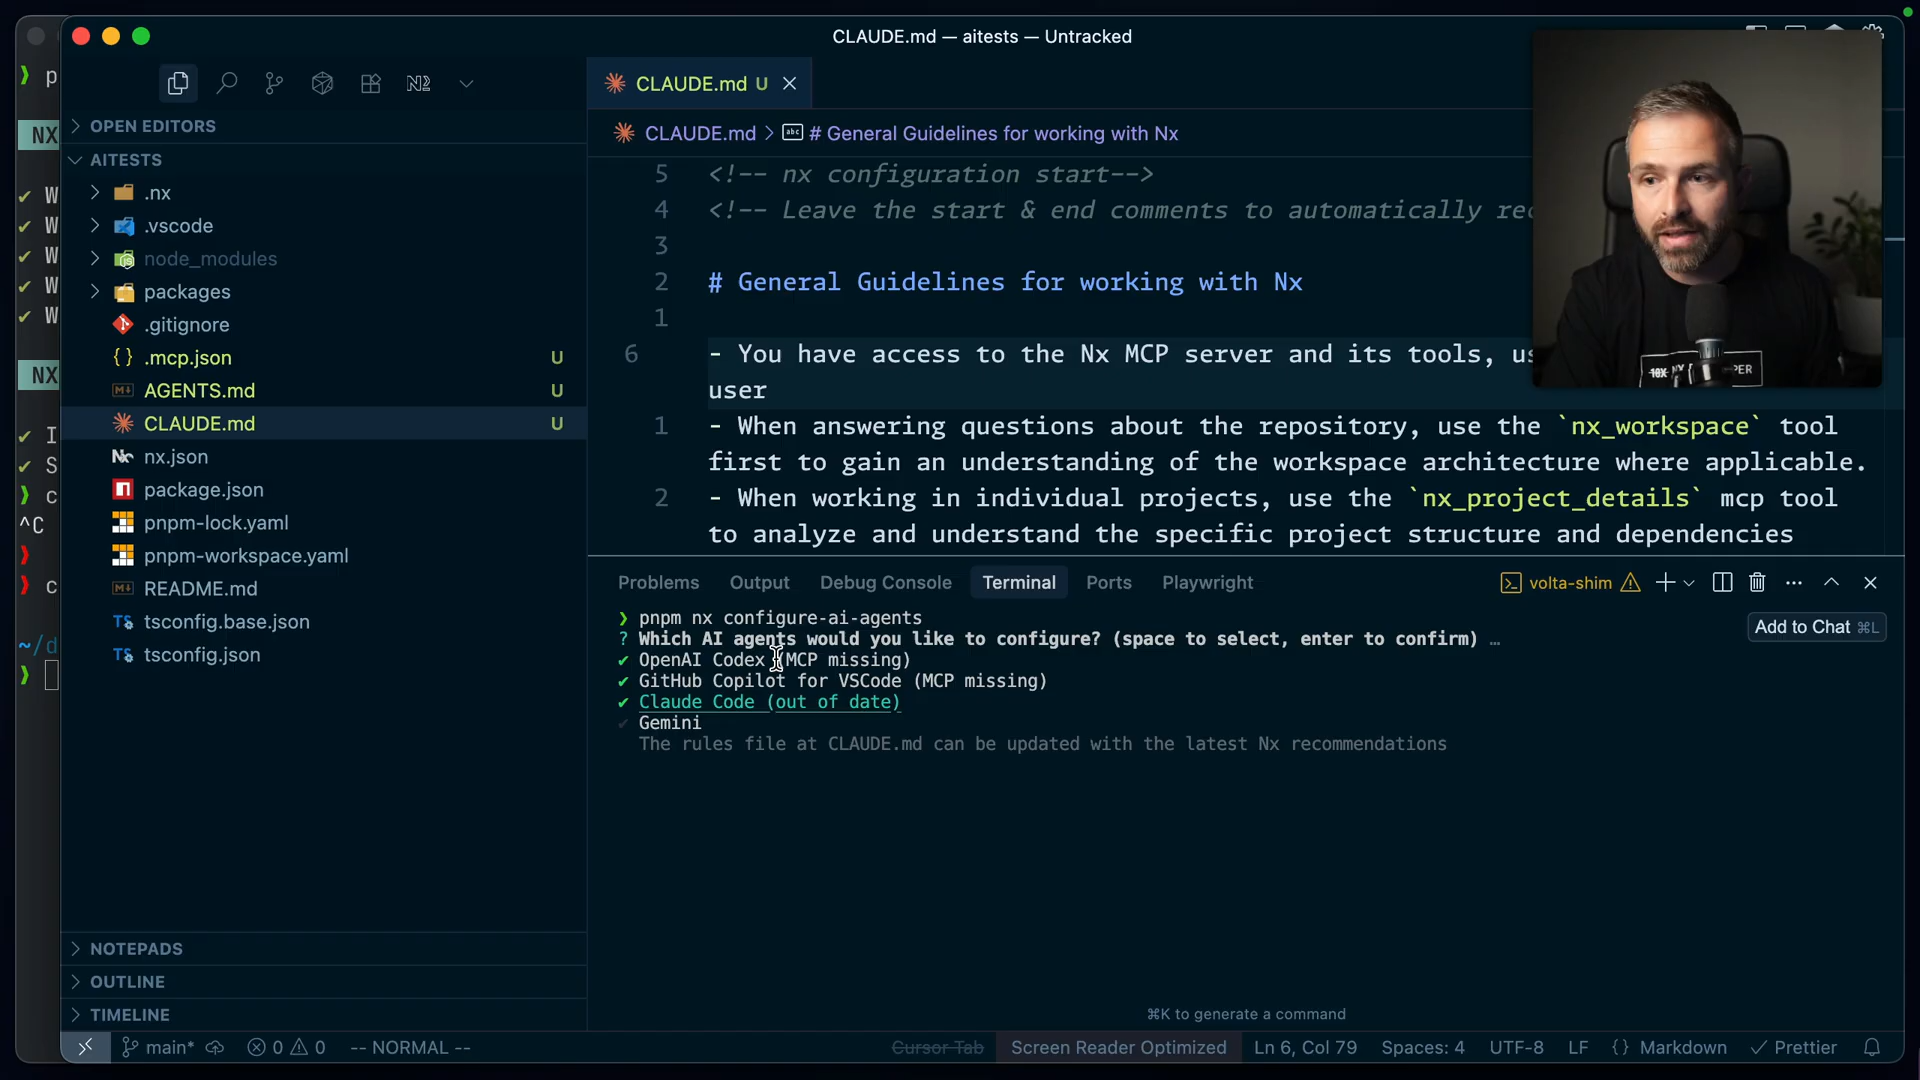 CLAUDE.md — aitests — Untracked
p
NX
W
W
W
W
W
NX
I
S
c
^C
c
~/d
OPEN EDITORS
AITESTS
.nx
.vscode
node_modules
packages
.gitignore
.mcp.json U
AGENTS.md U
CLAUDE.md U
nx.json
package.json
pnpm-lock.yaml
pnpm-workspace.yaml
README.md
tsconfig.base.json
tsconfig.json
NOTEPADS
OUTLINE
TIMELINE
CLAUDE.md U
CLAUDE.md > # General Guidelines for working with Nx
5 <!-- nx configuration start-->
4 <!-- Leave the start & end comments to automatically rec
3
2 # General Guidelines for working with Nx
1
6 - You have access to the Nx MCP server and its tools, us
user
1 - When answering questions about the repository, use the `nx_workspace` tool
first to gain an understanding of the workspace architecture where applicable.
2 - When working in individual projects, use the `nx_project_details` mcp tool
to analyze and understand the specific project structure and dependencies
Problems Output Debug Console Terminal Ports Playwright volta-shim
❯ pnpm nx configure-ai-agents
? Which AI agents would you like to configure? (space to select, enter to confirm) …
✔ OpenAI Codex (MCP missing)
✔ GitHub Copilot for VSCode (MCP missing)
✔ Claude Code (out of date)
✔ Gemini
The rules file at CLAUDE.md can be updated with the latest Nx recommendations
Add to Chat ⌘L
⌘K to generate a command
main* 0 0 -- NORMAL -- Cursor Tab Screen Reader Optimized Ln 6, Col 79 Spaces: 4 UTF-8 LF {} Markdown Prettier